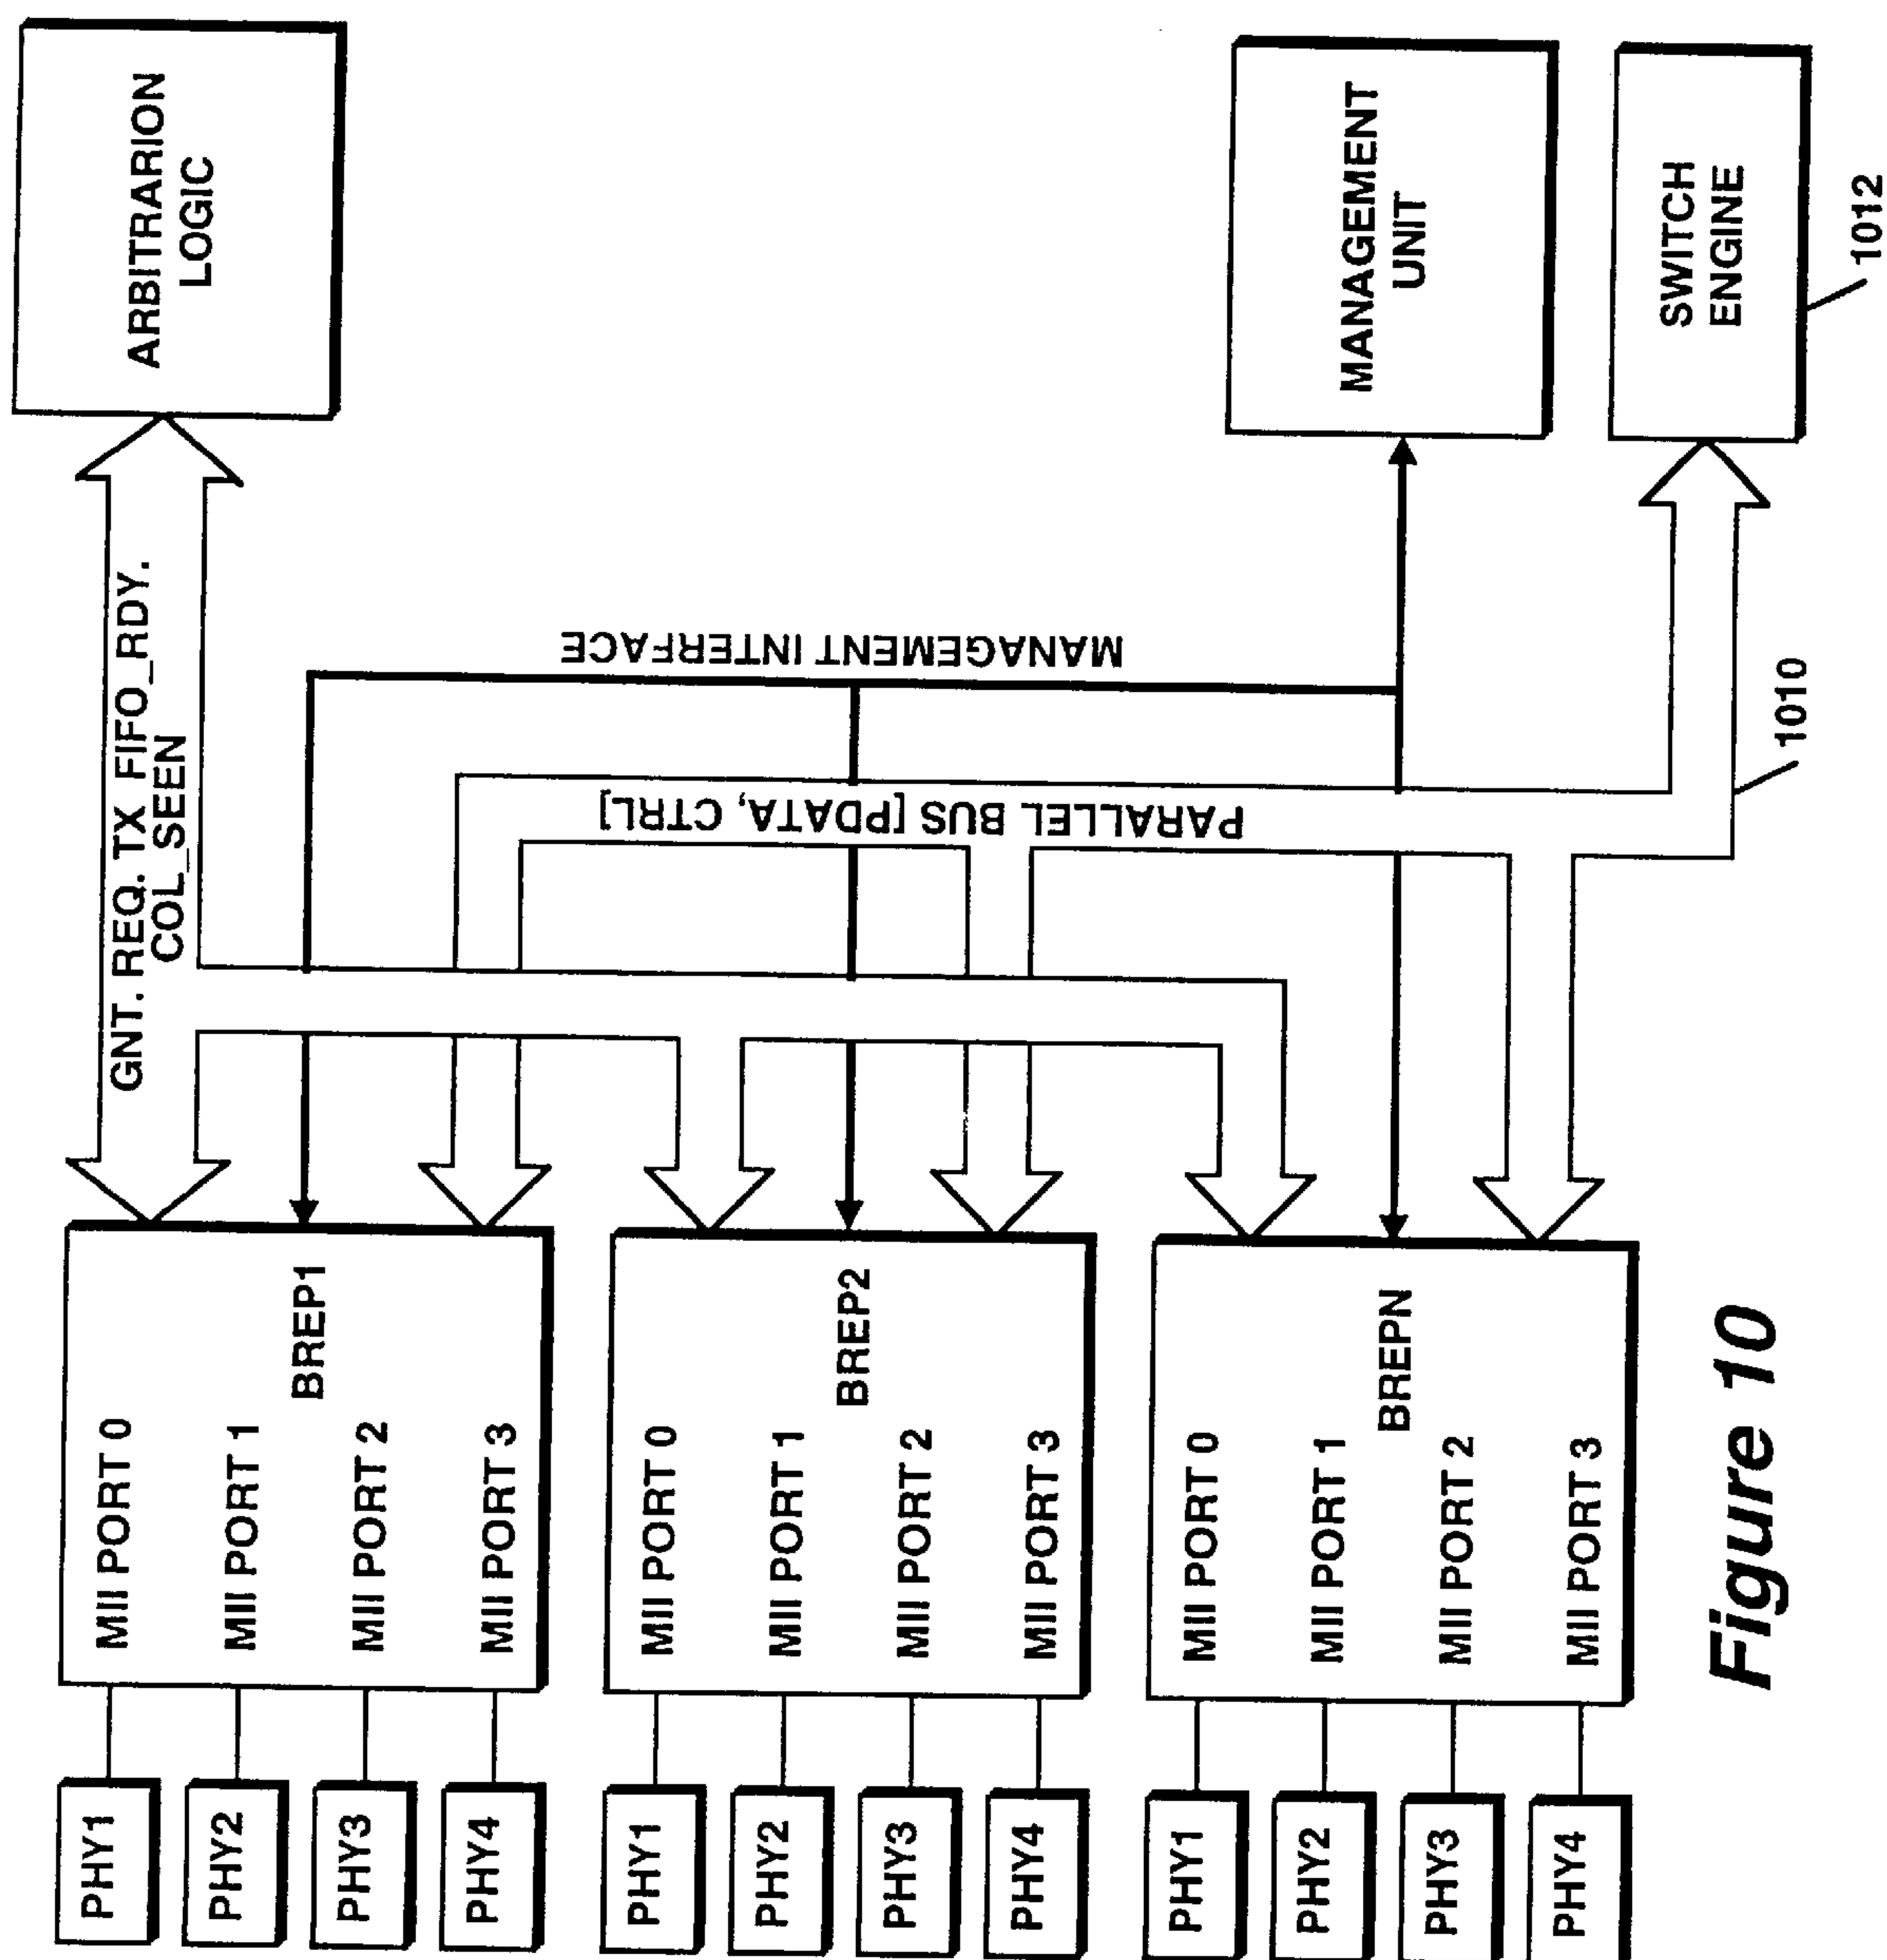 PHY1
PHY2
PHY3
PHY4
MII PORT 0
MII PORT 1
MII PORT 2
MII PORT 3
BREP1
PHY1
PHY2
PHY3
PHY4
MII PORT 0
MII PORT 1
MII PORT 2
MII PORT 3
BREP2
PHY1
PHY2
PHY3
PHY4
MII PORT 0
MII PORT 1
MII PORT 2
MII PORT 3
BREPN
GNT. REQ. TX_FIFO_RDY.
COL_SEEN
PARALLEL BUS [PDATA, CTRL]
MANAGEMENT INTERFACE
1010
ARBITRARION
LOGIC
MANAGEMENT
UNIT
SWITCH
ENGINE
1012
Figure 10